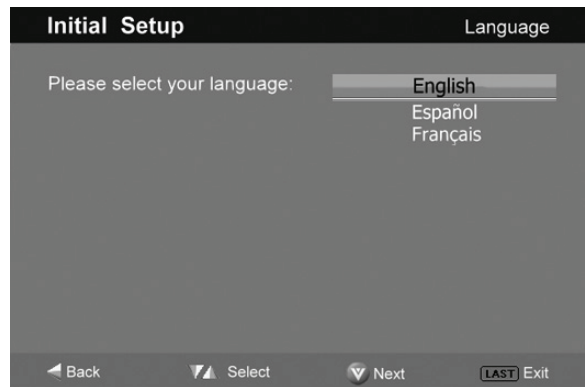 Initial Setup Language
Please select your language: English
Español
Français
Back Select V Next LAST Exit